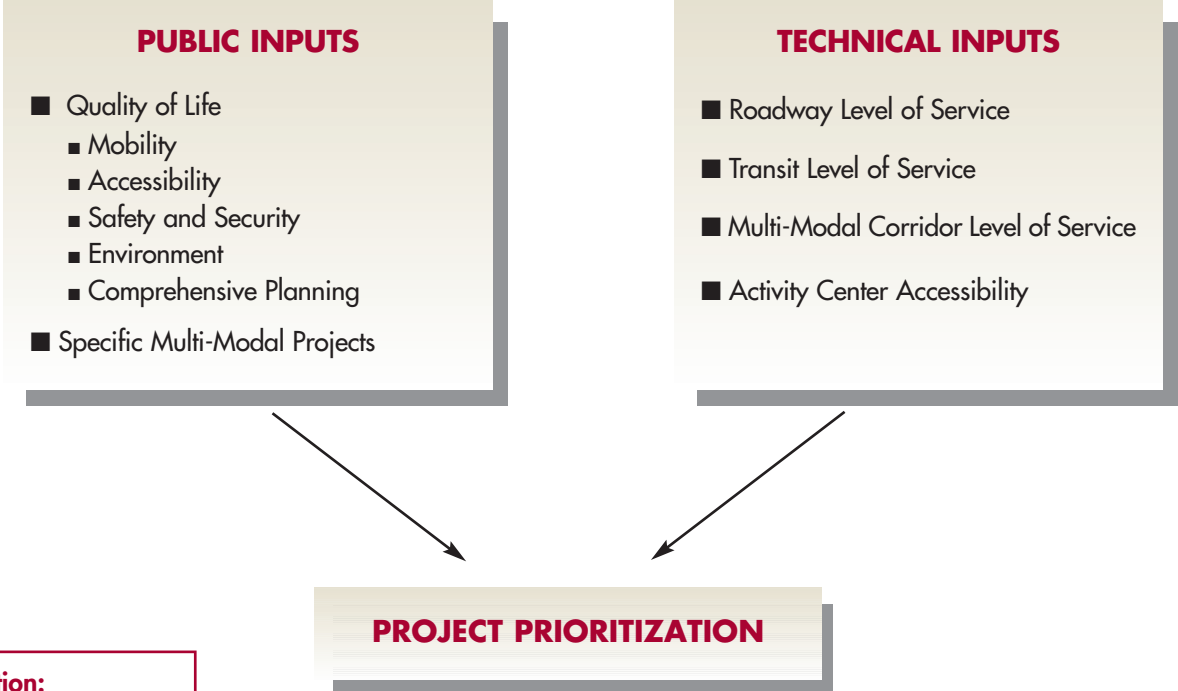 PUBLIC INPUTS
■ Quality of Life
■ Mobility
■ Accessibility
■ Safety and Security
■ Environment
■ Comprehensive Planning
■ Specific Multi-Modal Projects
TECHNICAL INPUTS
■ Roadway Level of Service
■ Transit Level of Service
■ Multi-Modal Corridor Level of Service
■ Activity Center Accessibility
PROJECT PRIORITIZATION